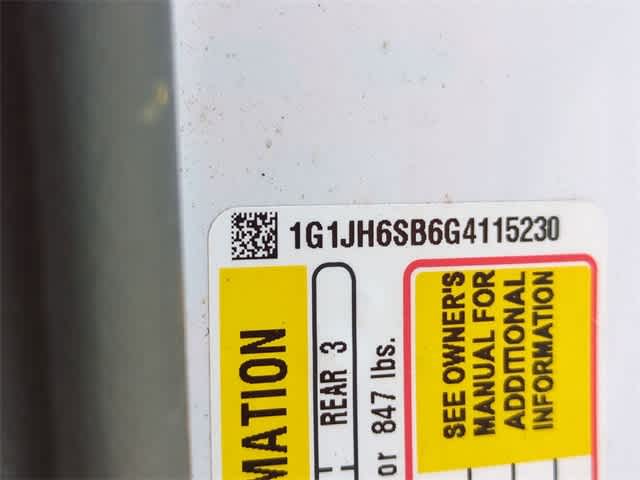 1G1JH6SB6G4115230
MATION
REAR 3
or 847 lbs.
SEE OWNER'S
MANUAL FOR
ADDITIONAL
INFORMATION